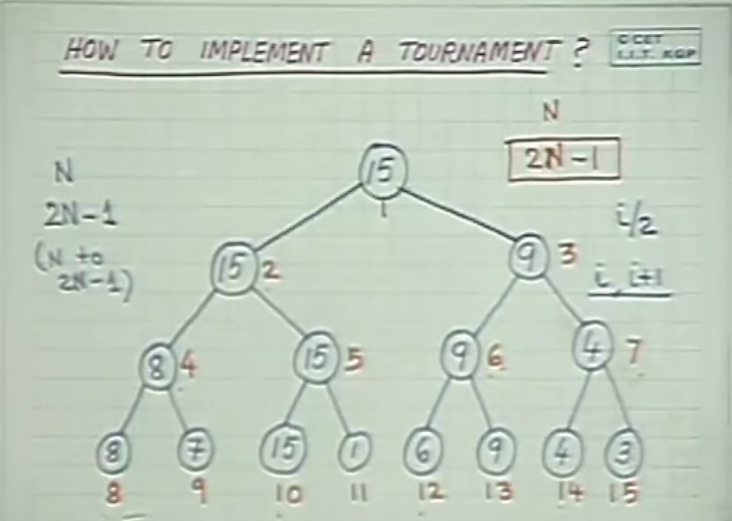 HOW TO IMPLEMENT A TOURNAMENT ?
C CET
I.I.T. KGP
N
2N-1
N
2N-1
(N to
2N-1)
i/2
i, i+1
15
1
15 2
9 3
8 4
15 5
9 6
4 7
8 7 15 1 6 9 4 3
8 9 10 11 12 13 14 15